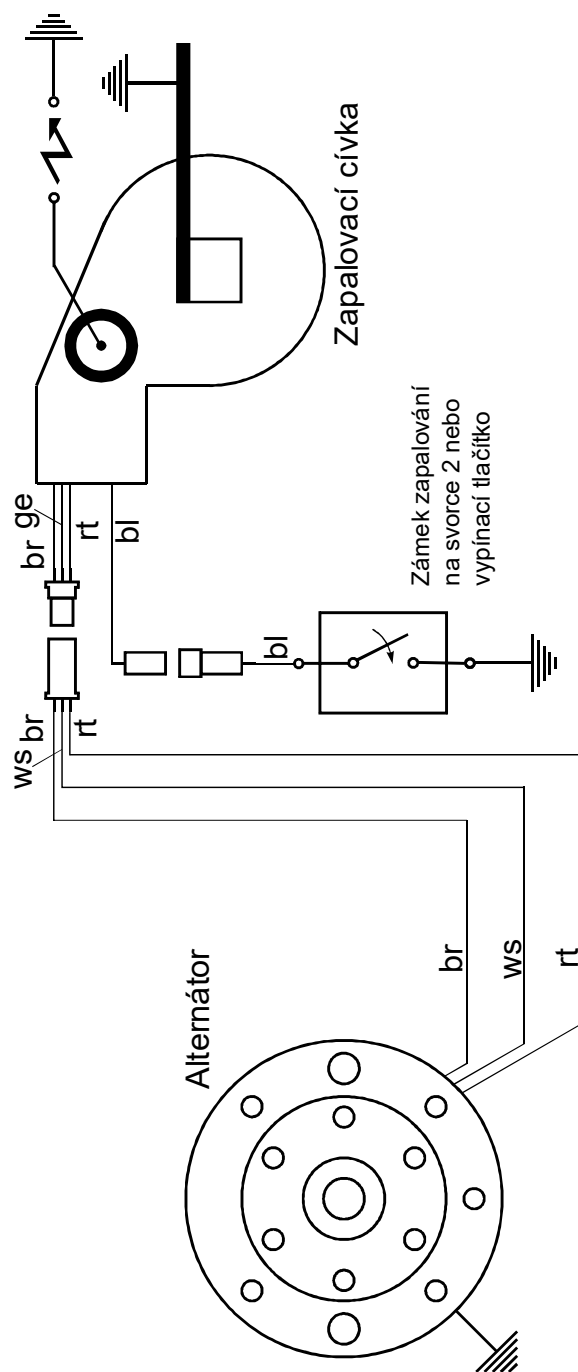 Zapalovací cívka
br
ge
rt
bl
Zámek zapalování
na svorce 2 nebo
vypínací tlačítko
bl
ws
br
rt
Alternátor
br
ws
rt